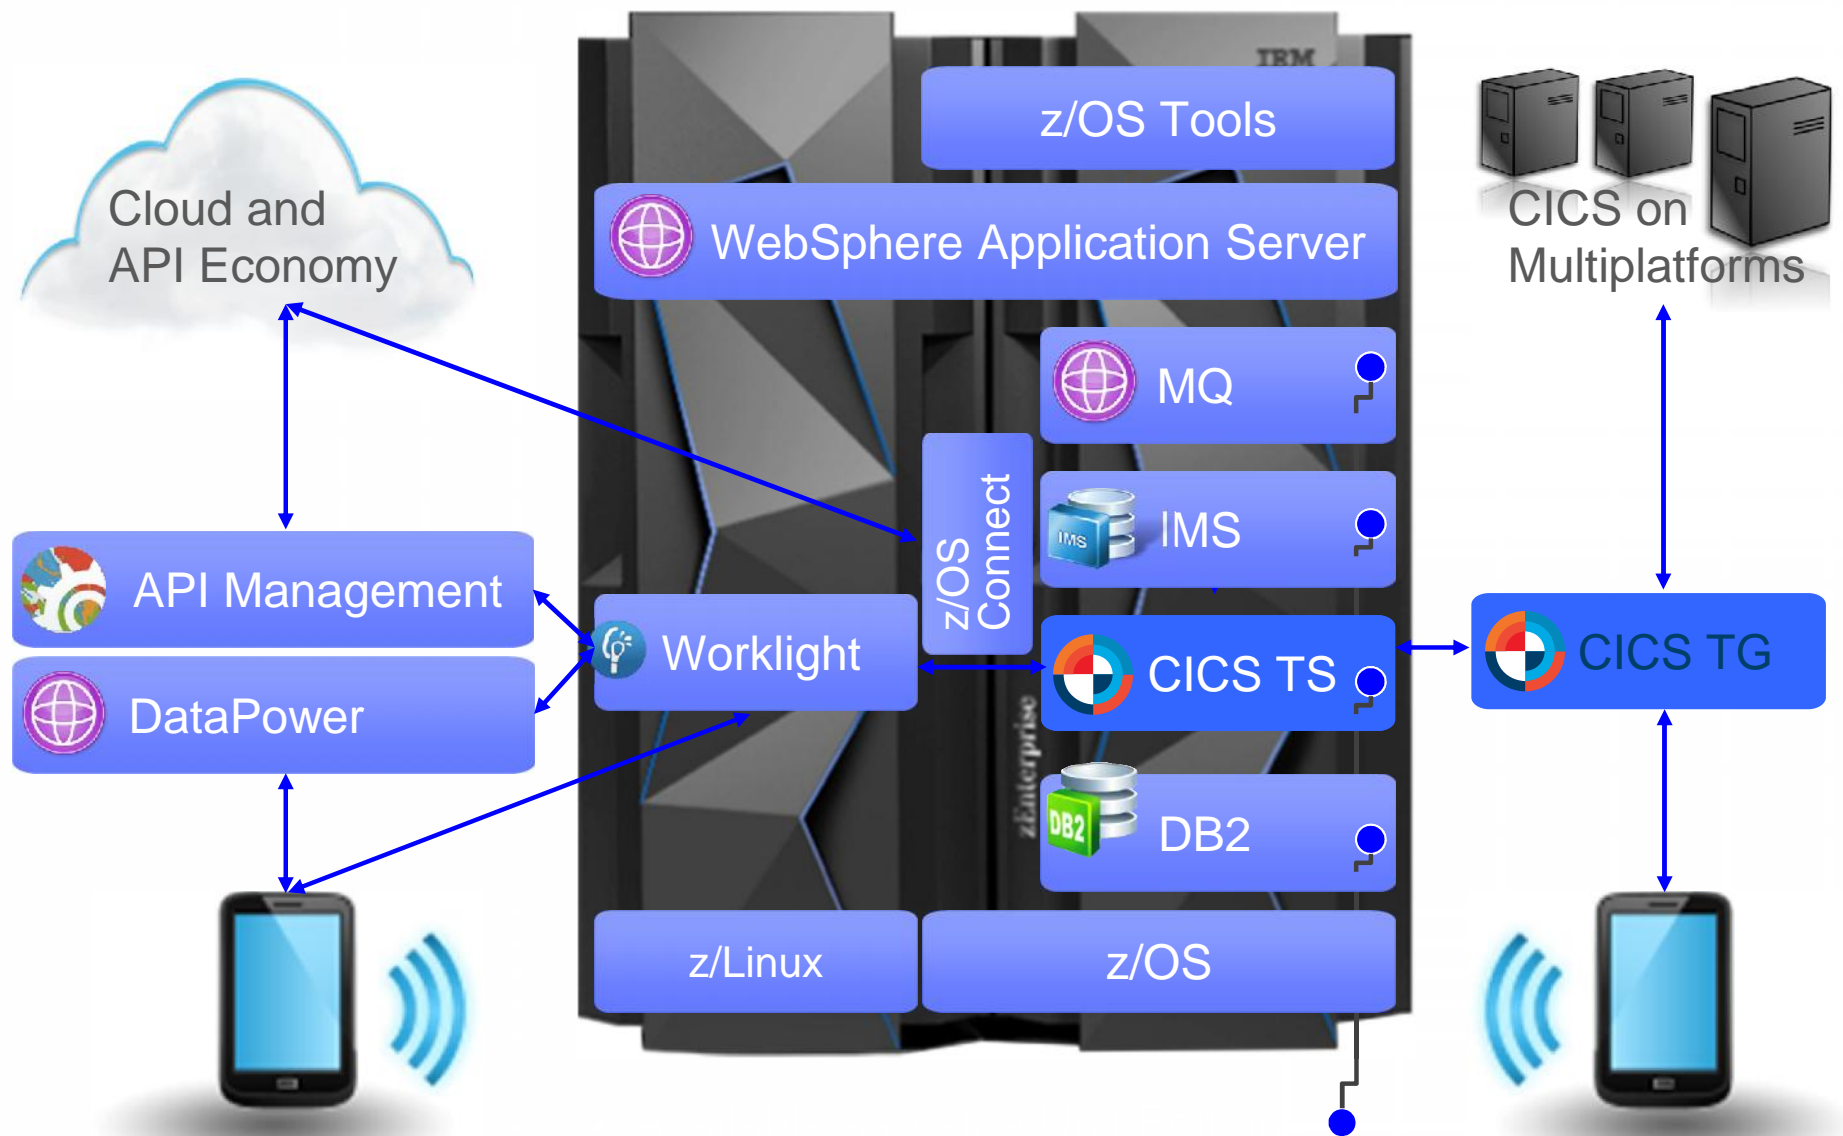 IBM
z/OS Tools
Cloud and
API Economy
WebSphere Application Server
CICS on
Multiplatforms
MQ
z/OS
Connect
IMS
IMS
API Management
Worklight
CICS TS
CICS TG
DataPower
zEnterprise
DB2
DB2
z/Linux
z/OS